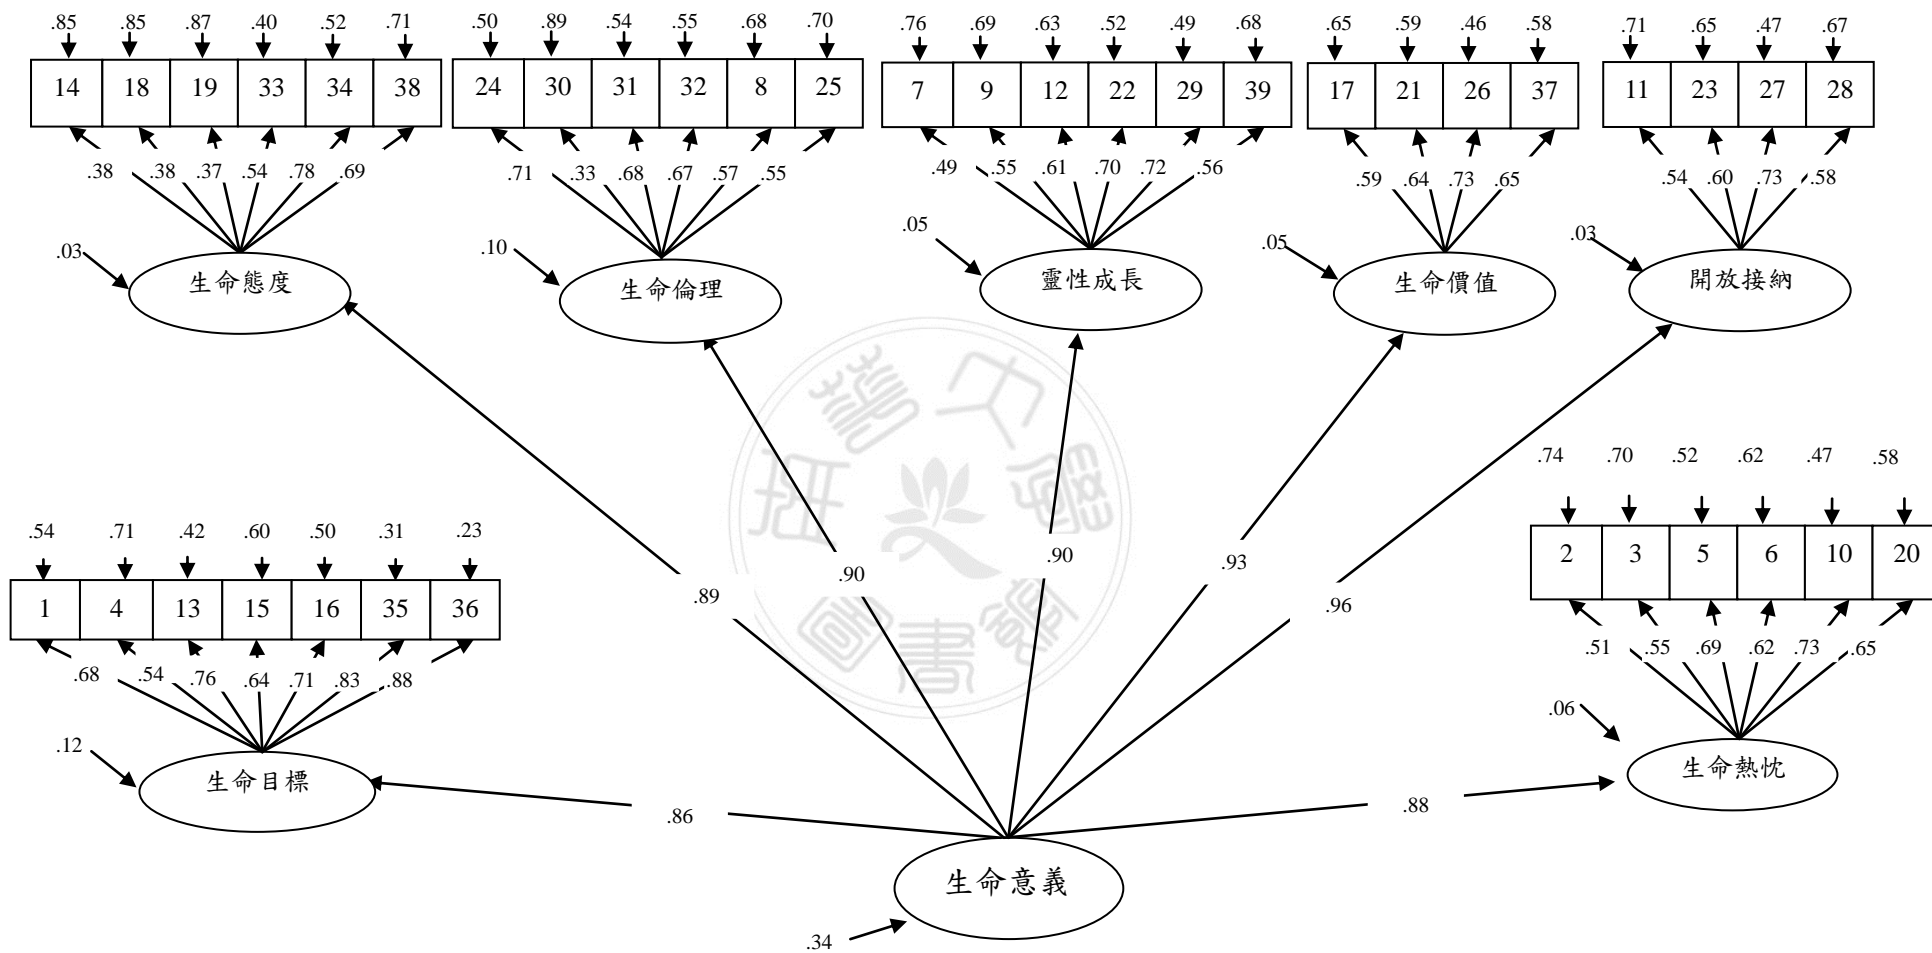 .85 .85 .87 .40 .52 .71
14 18 19 33 34 38
.38 .38 .37 .54 .78 .69
.03
生命態度
.50 .89 .54 .55 .68 .70
24 30 31 32 8 25
.71 .33 .68 .67 .57 .55
.10
生命倫理
.76 .69 .63 .52 .49 .68
7 9 12 22 29 39
.49 .55 .61 .70 .72 .56
.05
靈性成長
.65 .59 .46 .58
17 21 26 37
.59 .64 .73 .65
.05
生命價值
.71 .65 .47 .67
11 23 27 28
.54 .60 .73 .58
.03
開放接納
.54 .71 .42 .60 .50 .31 .23
1 4 13 15 16 35 36
.68 .54 .76 .64 .71 .83 .88
.12
生命目標
.74 .70 .52 .62 .47 .58
2 3 5 6 10 20
.51 .55 .69 .62 .73 .65
.06
生命熱忱
.89 .90 .90 .93 .96
.86 .88
生命意義
.34